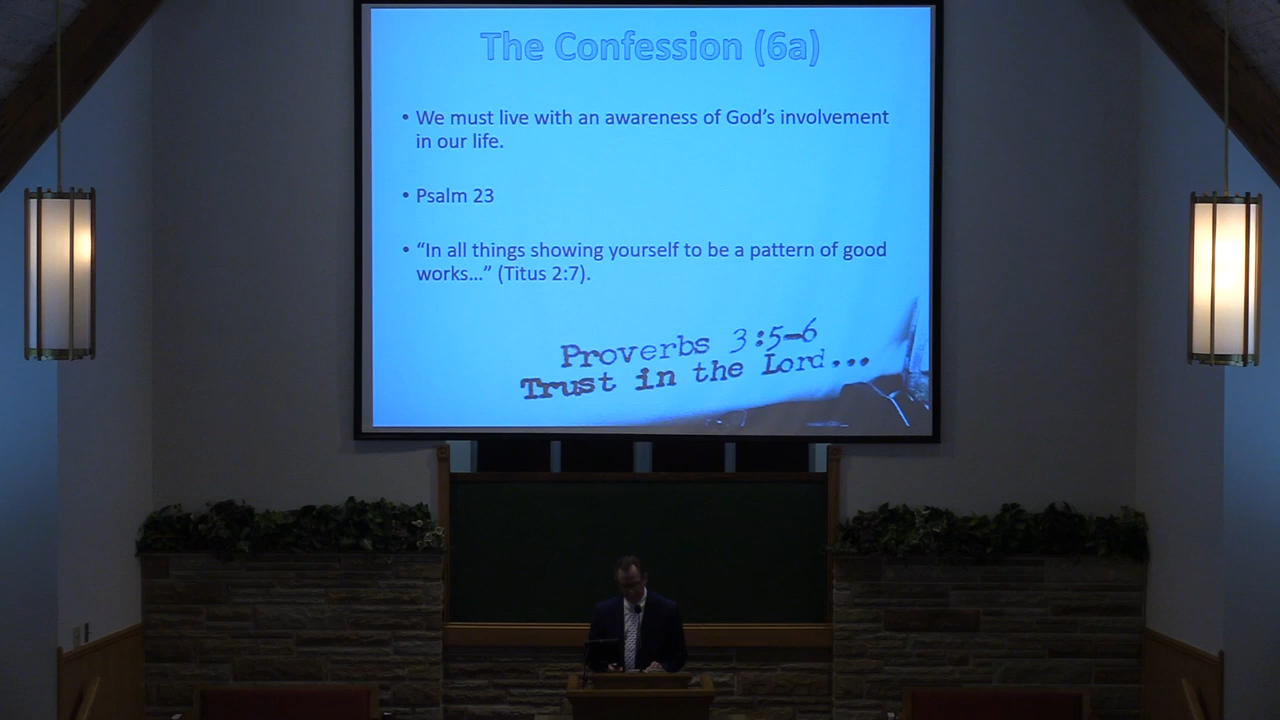 The Confession (6a)
• We must live with an awareness of God's involvement
in our life.
• Psalm 23
• “In all things showing yourself to be a pattern of good
works…” (Titus 2:7).
Proverbs 3:5-6
Trust in the Lord...